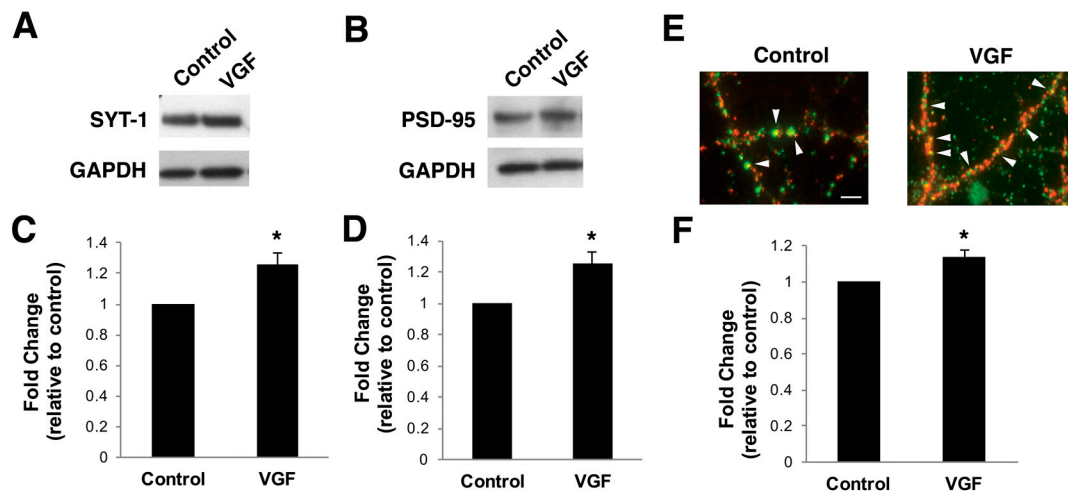 A
Control
VGF
SYT-1
GAPDH
B
Control
VGF
PSD-95
GAPDH
E
Control
VGF
C
Fold Change
(relative to control)
1.4
1.2
1
0.8
0.6
0.4
0.2
0
*
Control
VGF
D
Fold Change
(relative to control)
1.4
1.2
1
0.8
0.6
0.4
0.2
0
*
Control
VGF
F
Fold Change
(relative to control)
1.2
1
0.8
0.6
0.4
0.2
0
*
Control
VGF